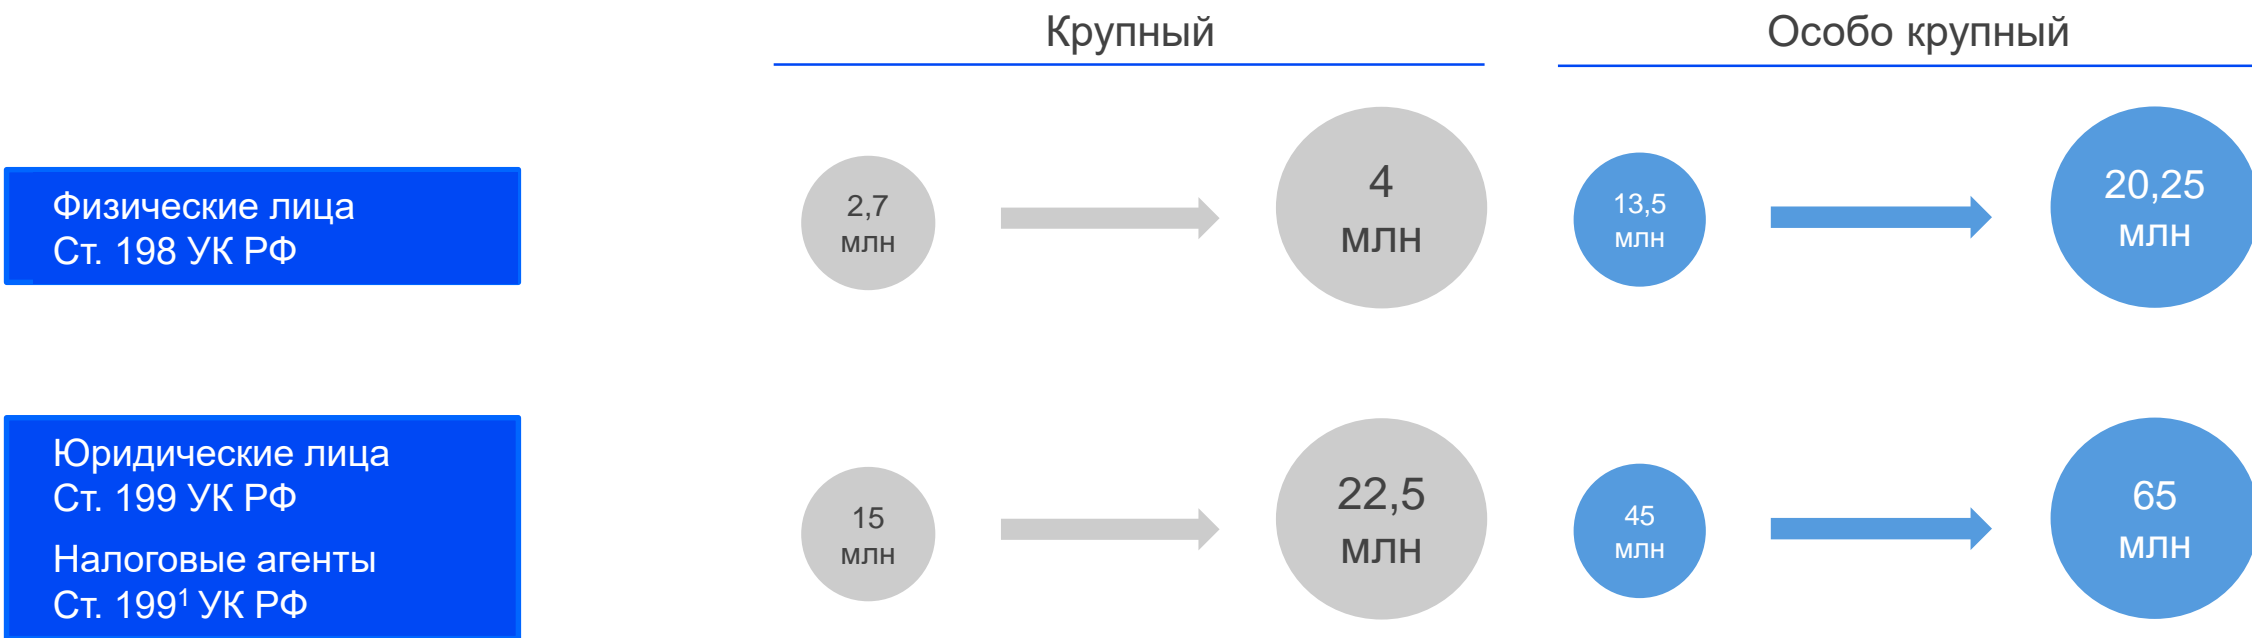 Крупный
Особо крупный
Физические лица
Ст. 198 УК РФ
2,7
млн
4
млн
13,5
млн
20,25
млн
Юридические лица
Ст. 199 УК РФ
Налоговые агенты
Ст. 199¹ УК РФ
15
млн
22,5
млн
45
млн
65
млн